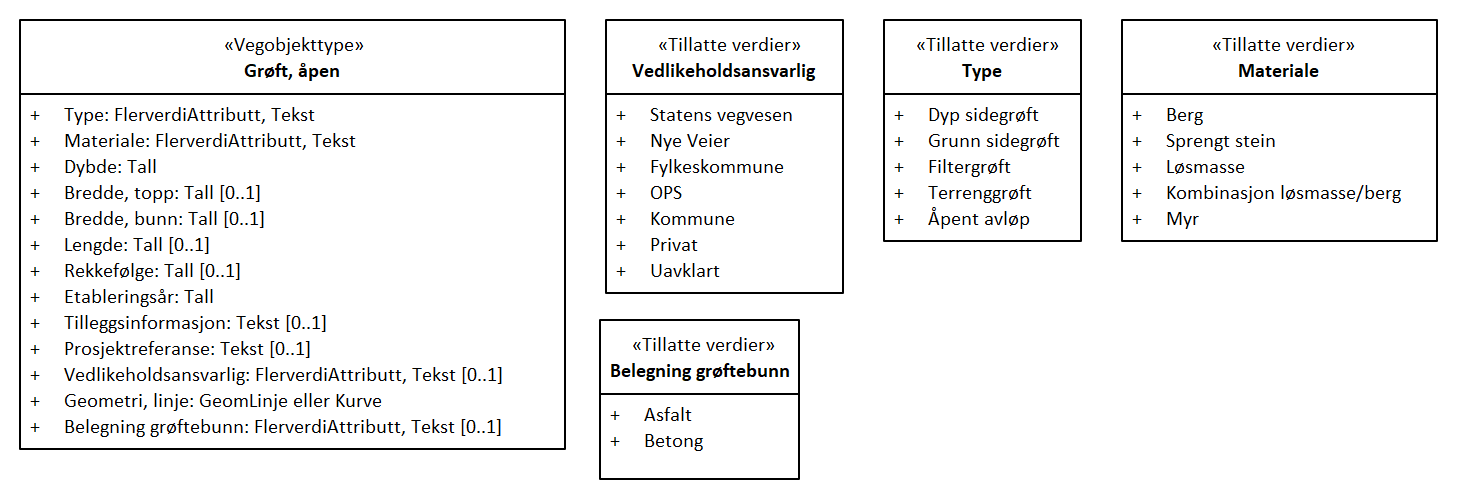 «Vegobjekttype»
Grøft, åpen
+ Type: FlerverdiAttributt, Tekst
+ Materiale: FlerverdiAttributt, Tekst
+ Dybde: Tall
+ Bredde, topp: Tall [0..1]
+ Bredde, bunn: Tall [0..1]
+ Lengde: Tall [0..1]
+ Rekkefølge: Tall [0..1]
+ Etableringsår: Tall
+ Tilleggsinformasjon: Tekst [0..1]
+ Prosjektreferanse: Tekst [0..1]
+ Vedlikeholdsansvarlig: FlerverdiAttributt, Tekst [0..1]
+ Geometri, linje: GeomLinje eller Kurve
+ Belegning grøftebunn: FlerverdiAttributt, Tekst [0..1]
«Tillatte verdier»
Vedlikeholdsansvarlig
+ Statens vegvesen
+ Nye Veier
+ Fylkeskommune
+ OPS
+ Kommune
+ Privat
+ Uavklart
«Tillatte verdier»
Type
+ Dyp sidegrøft
+ Grunn sidegrøft
+ Filtergrøft
+ Terrenggrøft
+ Åpent avløp
«Tillatte verdier»
Materiale
+ Berg
+ Sprengt stein
+ Løsmasse
+ Kombinasjon løsmasse/berg
+ Myr
«Tillatte verdier»
Belegning grøftebunn
+ Asfalt
+ Betong